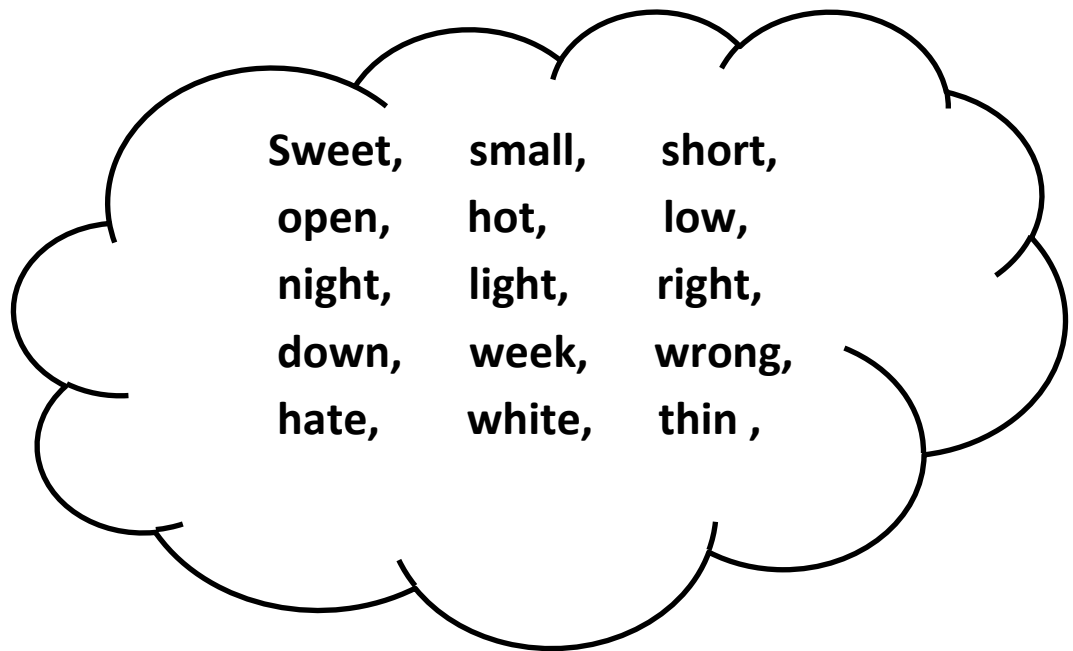 Sweet, small, short,
open, hot, low,
night, light, right,
down, week, wrong,
hate, white, thin ,